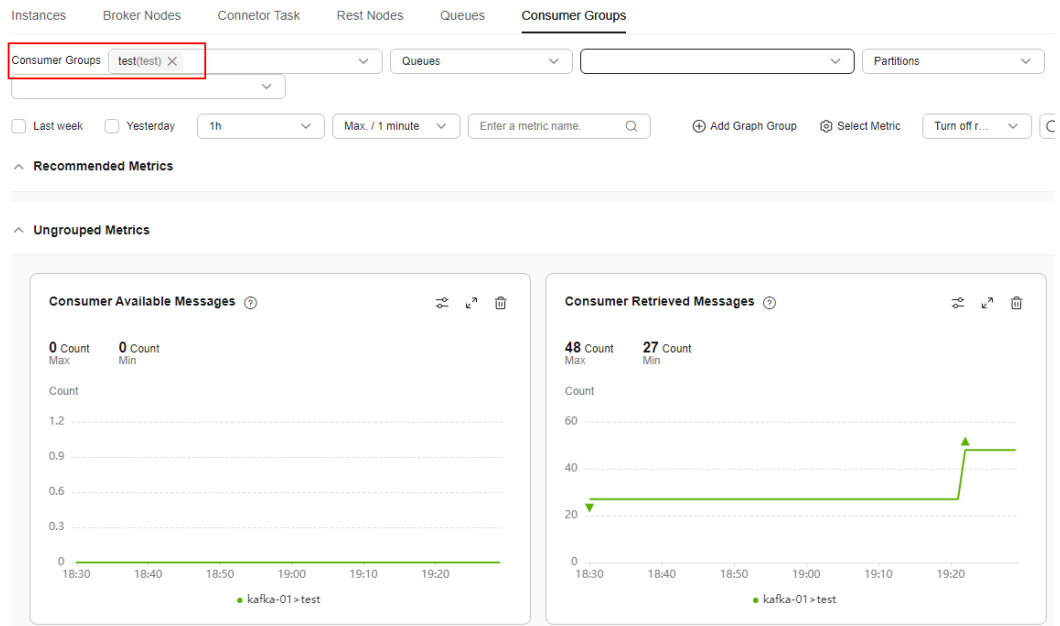 Instances Broker Nodes Connetor Task Rest Nodes Queues Consumer Groups
Consumer Groups test(test) Queues Partitions
Last week Yesterday 1h Max. / 1 minute Enter a metric name. Add Graph Group Select Metric Turn off r...
Recommended Metrics
Ungrouped Metrics
Consumer Available Messages
0 Count 0 Count
Max Min
Count
1.2
0.9
0.6
0.3
0
18:30 18:40 18:50 19:00 19:10 19:20
kafka-01>test
Consumer Retrieved Messages
48 Count 27 Count
Max Min
Count
60
40
20
0
18:30 18:40 18:50 19:00 19:10 19:20
kafka-01>test